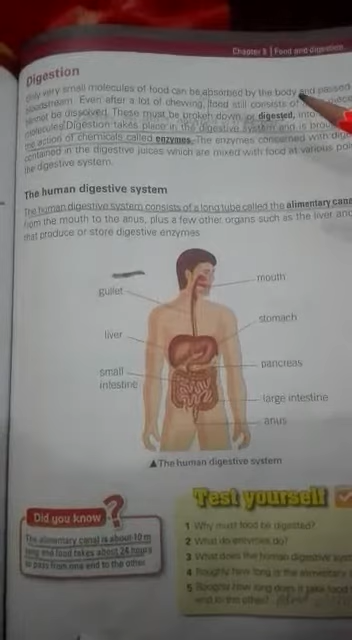 Chapter 8 | Food and digestion
Digestion
Only very small molecules of food can be absorbed by the body and passed
bloodstream. Even after a lot of chewing, food still consists of
cannot be dissolved. These must be broken down, or digested, into
molecules. Digestion takes place in the digestive system and is
the action of chemicals called enzymes. The enzymes concerned with
contained in the digestive juices which are mixed with food at various
the digestive system.
The human digestive system
The human digestive system consists of a long tube called the alimentary
from the mouth to the anus, plus a few other organs such as the liver
that produce or store digestive enzymes.
mouth
gullet
stomach
liver
pancreas
small
intestine
large intestine
anus
▲The human digestive system
Did you know ?
The alimentary canal is about 10 m
long and food takes about 24 hours
to pass from one end to the other.
Test yourself
1 Why must food be digested?
2 What do enzymes do?
3 What does the human digestive
4 Roughly how long is the alimentary
5 Roughly how long does it take food
end to the other?